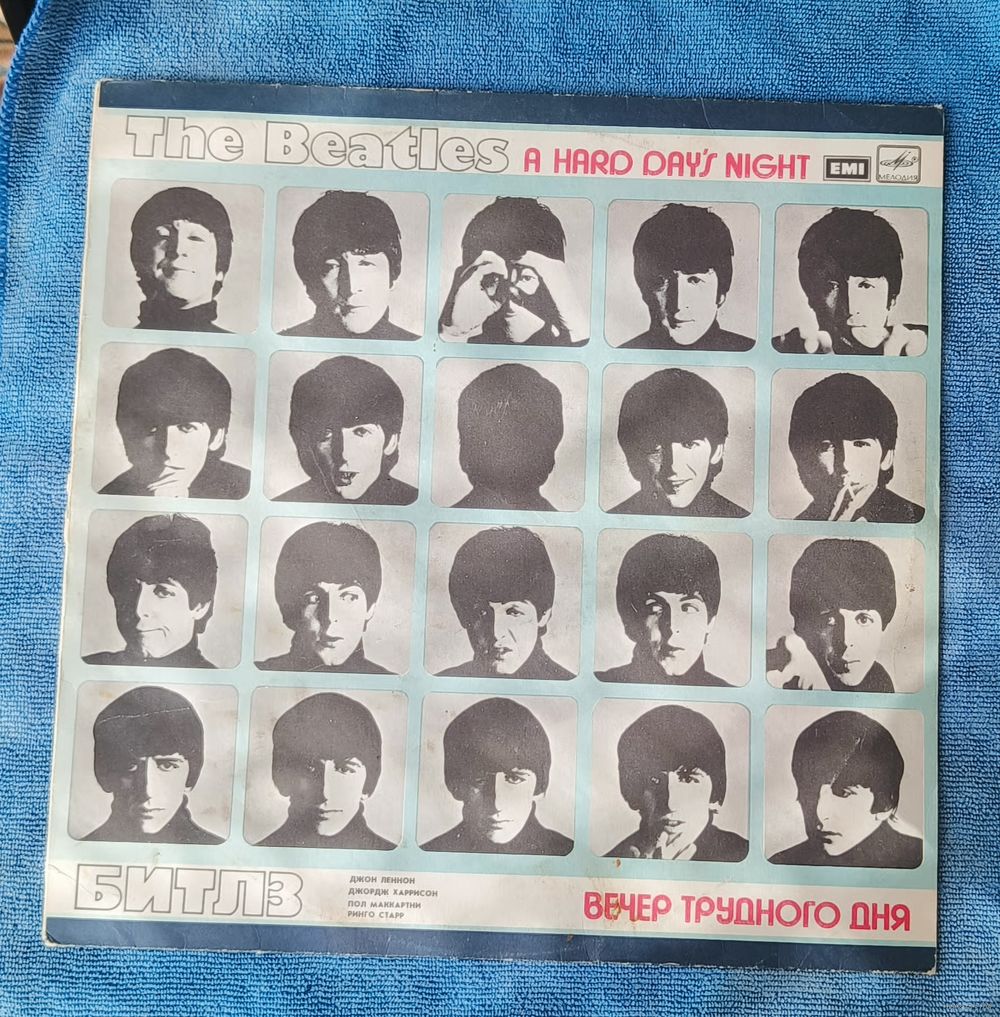 The Beatles A HARD DAY'S NIGHT EMI МЕЛОДИЯ
БИТЛЗ
ДЖОН ЛЕННОН
ДЖОРДЖ ХАРРИСОН
ПОЛ МАККАРТНИ
РИНГО СТАРР
ВЕЧЕР ТРУДНОГО ДНЯ